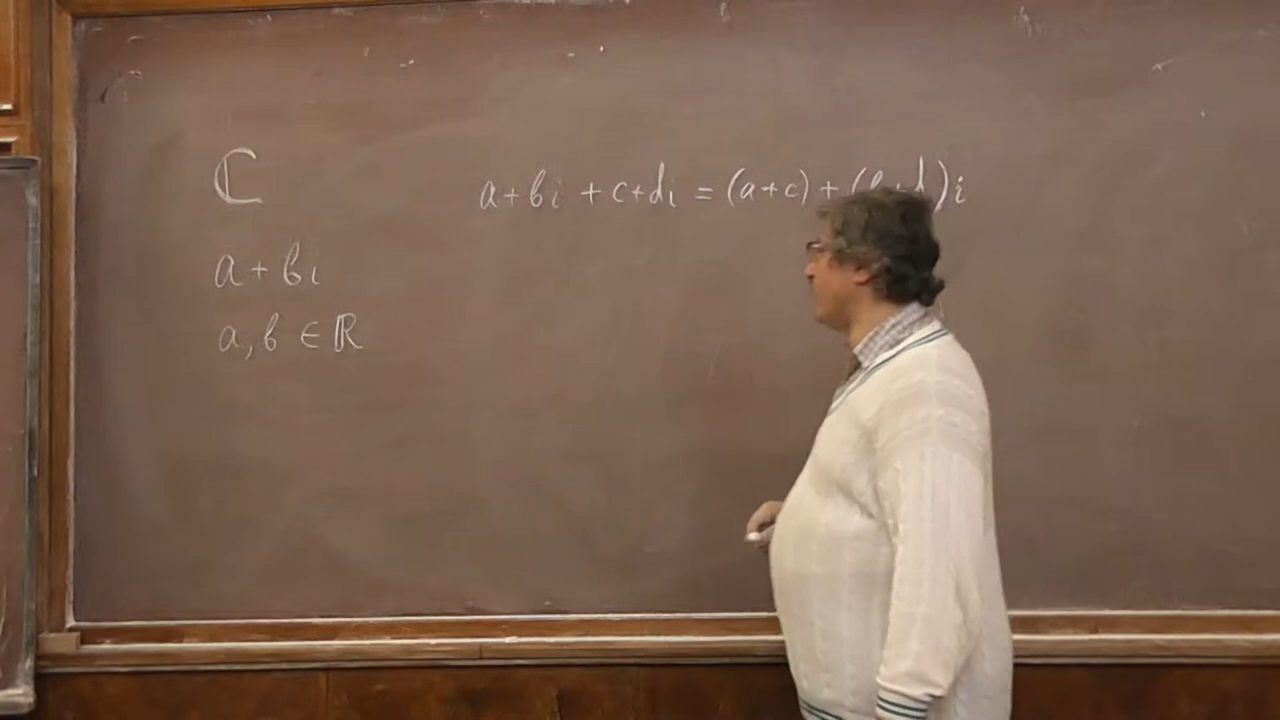 ℂ
a+bi + c+di = (a+c) + (b+d)i
a+bi
a,b ∈ ℝ